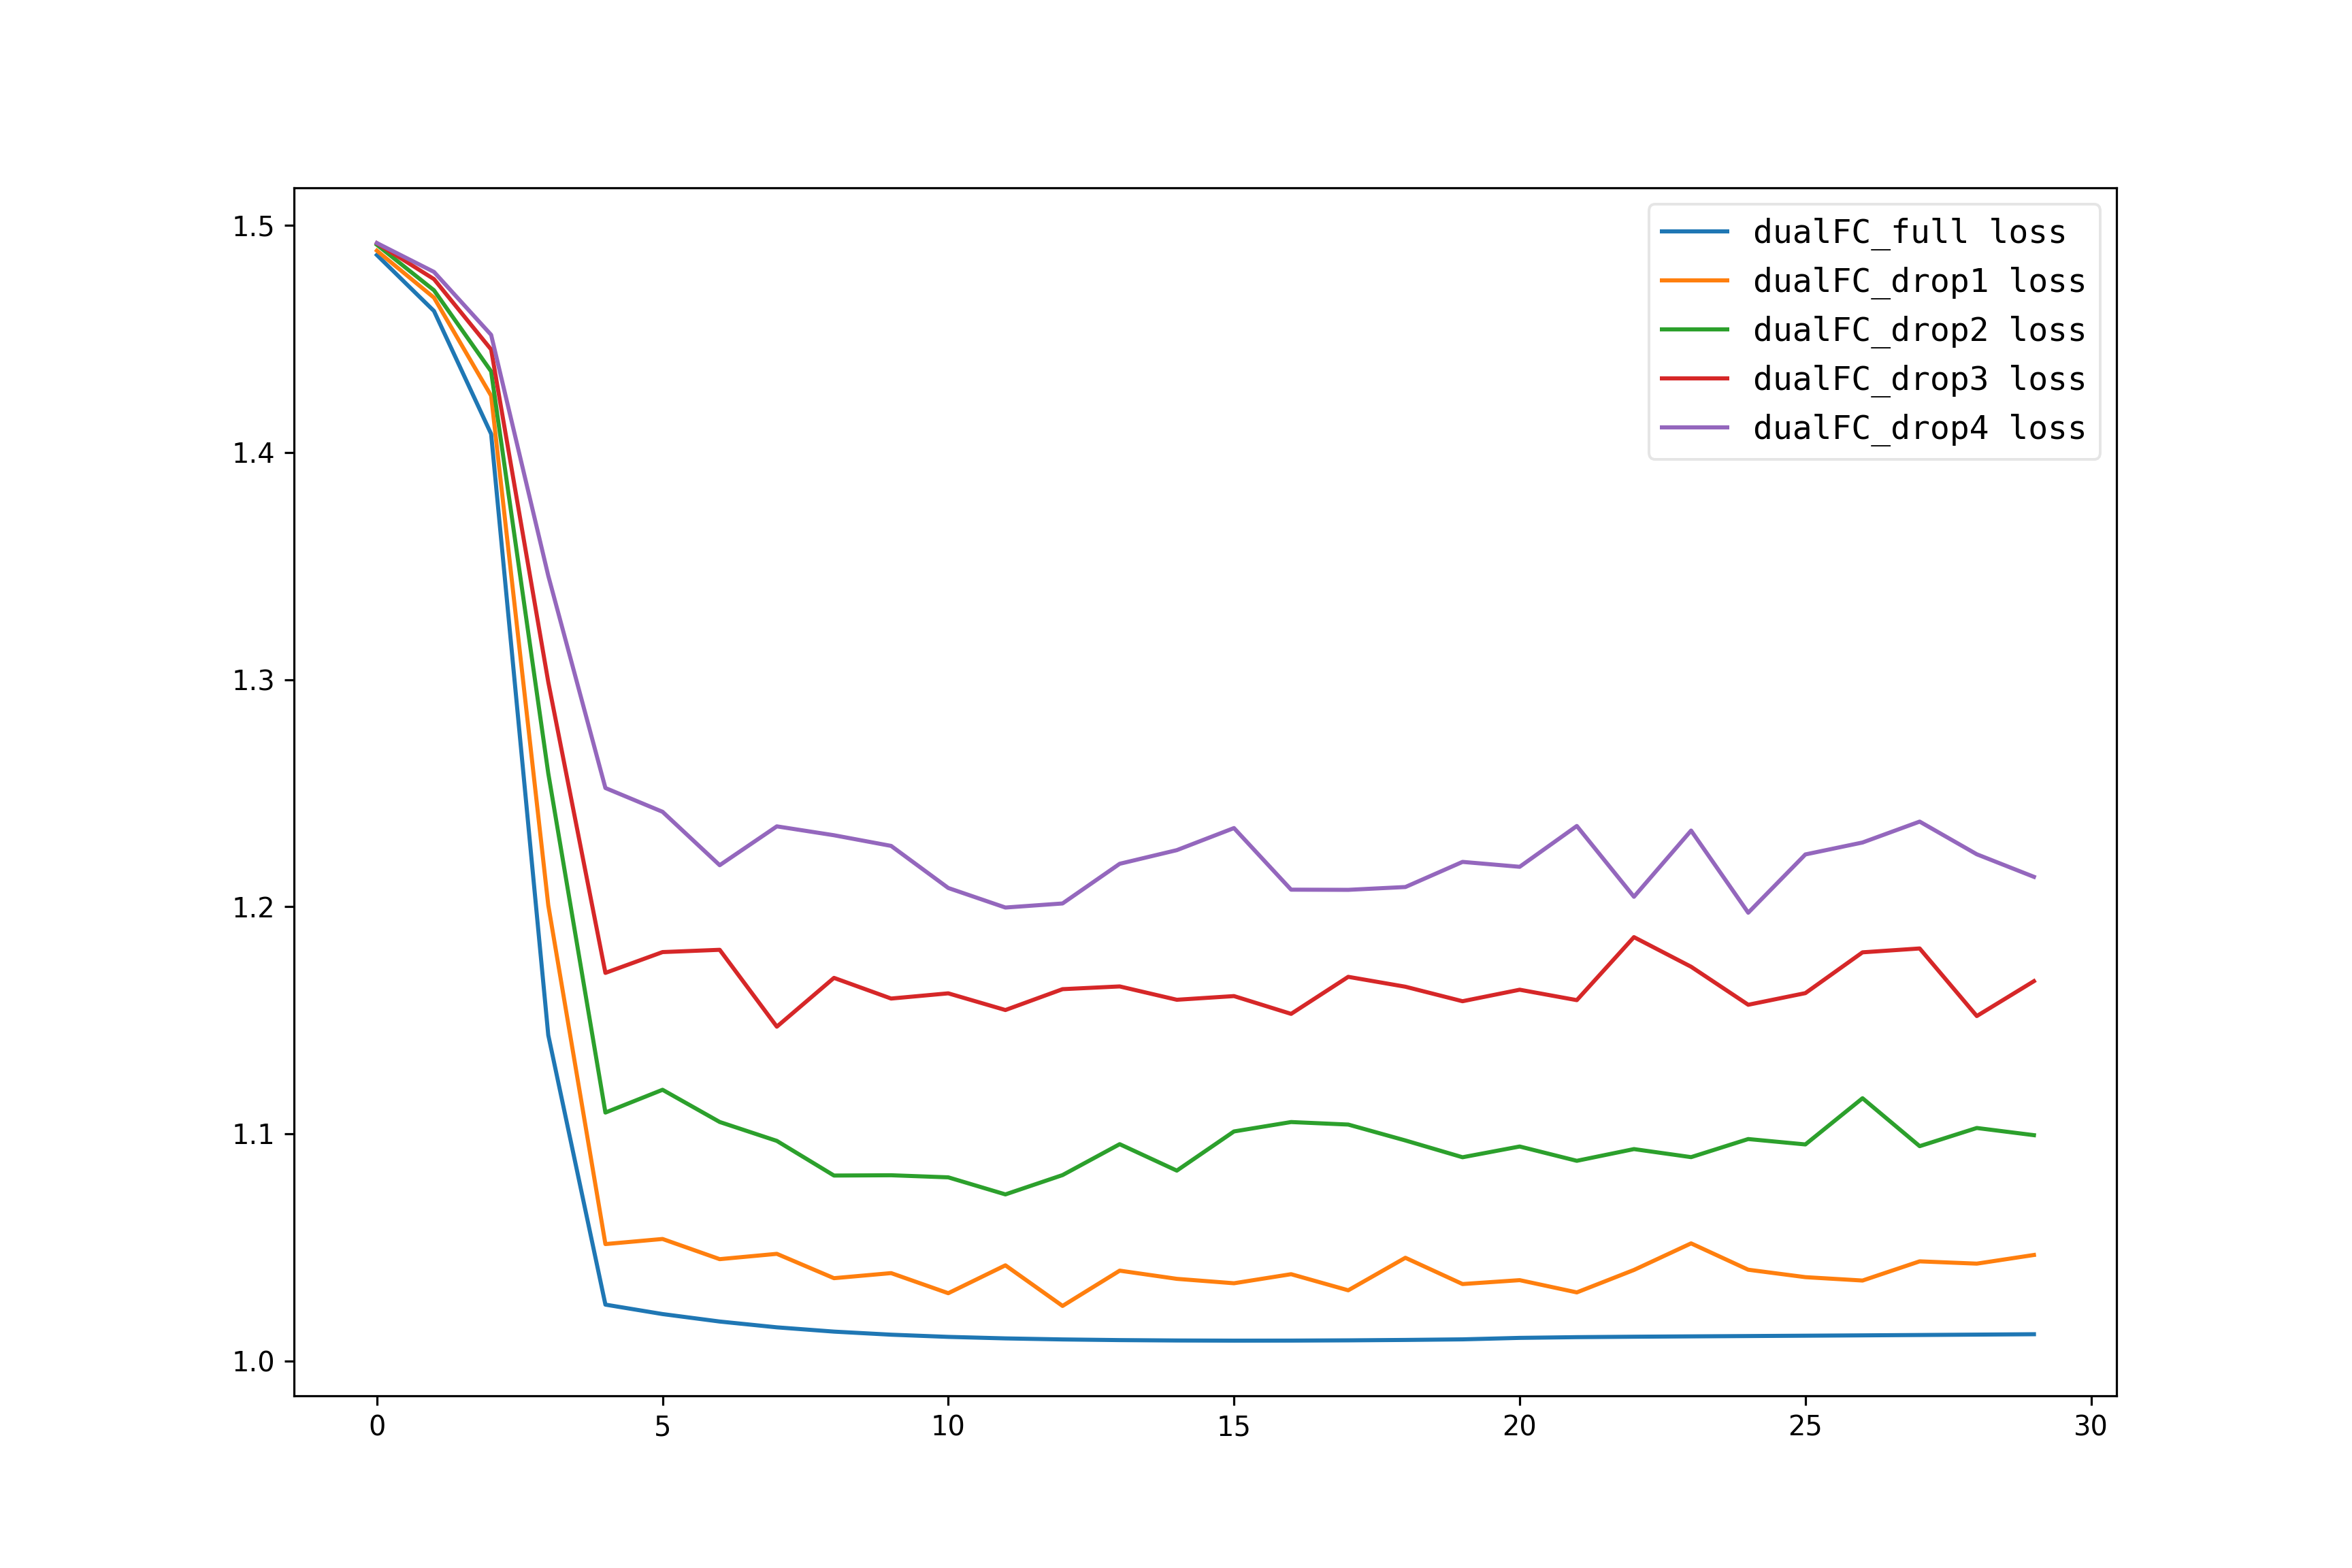 1.5
1.4
1.3
1.2
1.1
1.0
0 5 10 15 20 25 30
dualFC_full loss
dualFC_drop1 loss
dualFC_drop2 loss
dualFC_drop3 loss
dualFC_drop4 loss